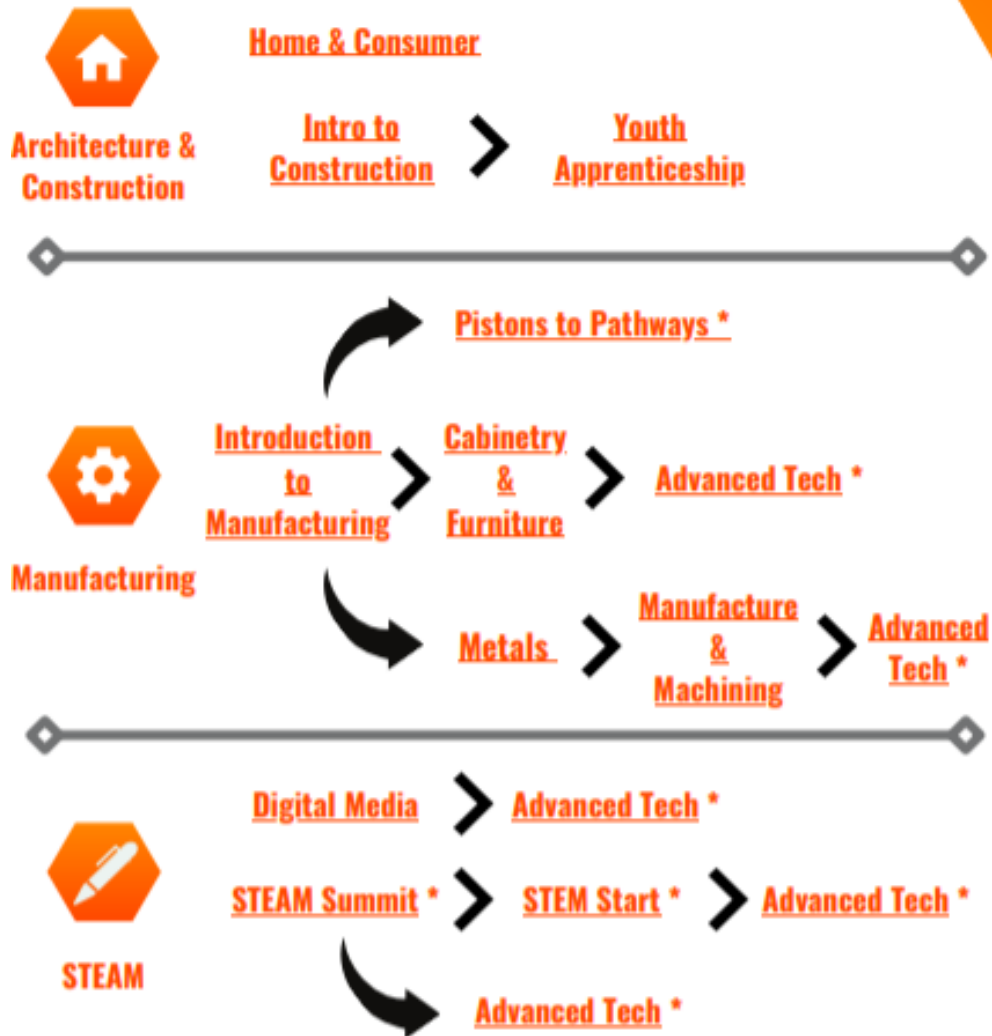 Home & Consumer
Architecture &
Construction
Intro to
Construction
Youth
Apprenticeship
Pistons to Pathways *
Manufacturing
Introduction
to
Manufacturing
Cabinetry
&
Furniture
Advanced Tech *
Metals
Manufacture
&
Machining
Advanced
Tech *
STEAM
Digital Media
Advanced Tech *
STEAM Summit *
STEM Start *
Advanced Tech *
Advanced Tech *